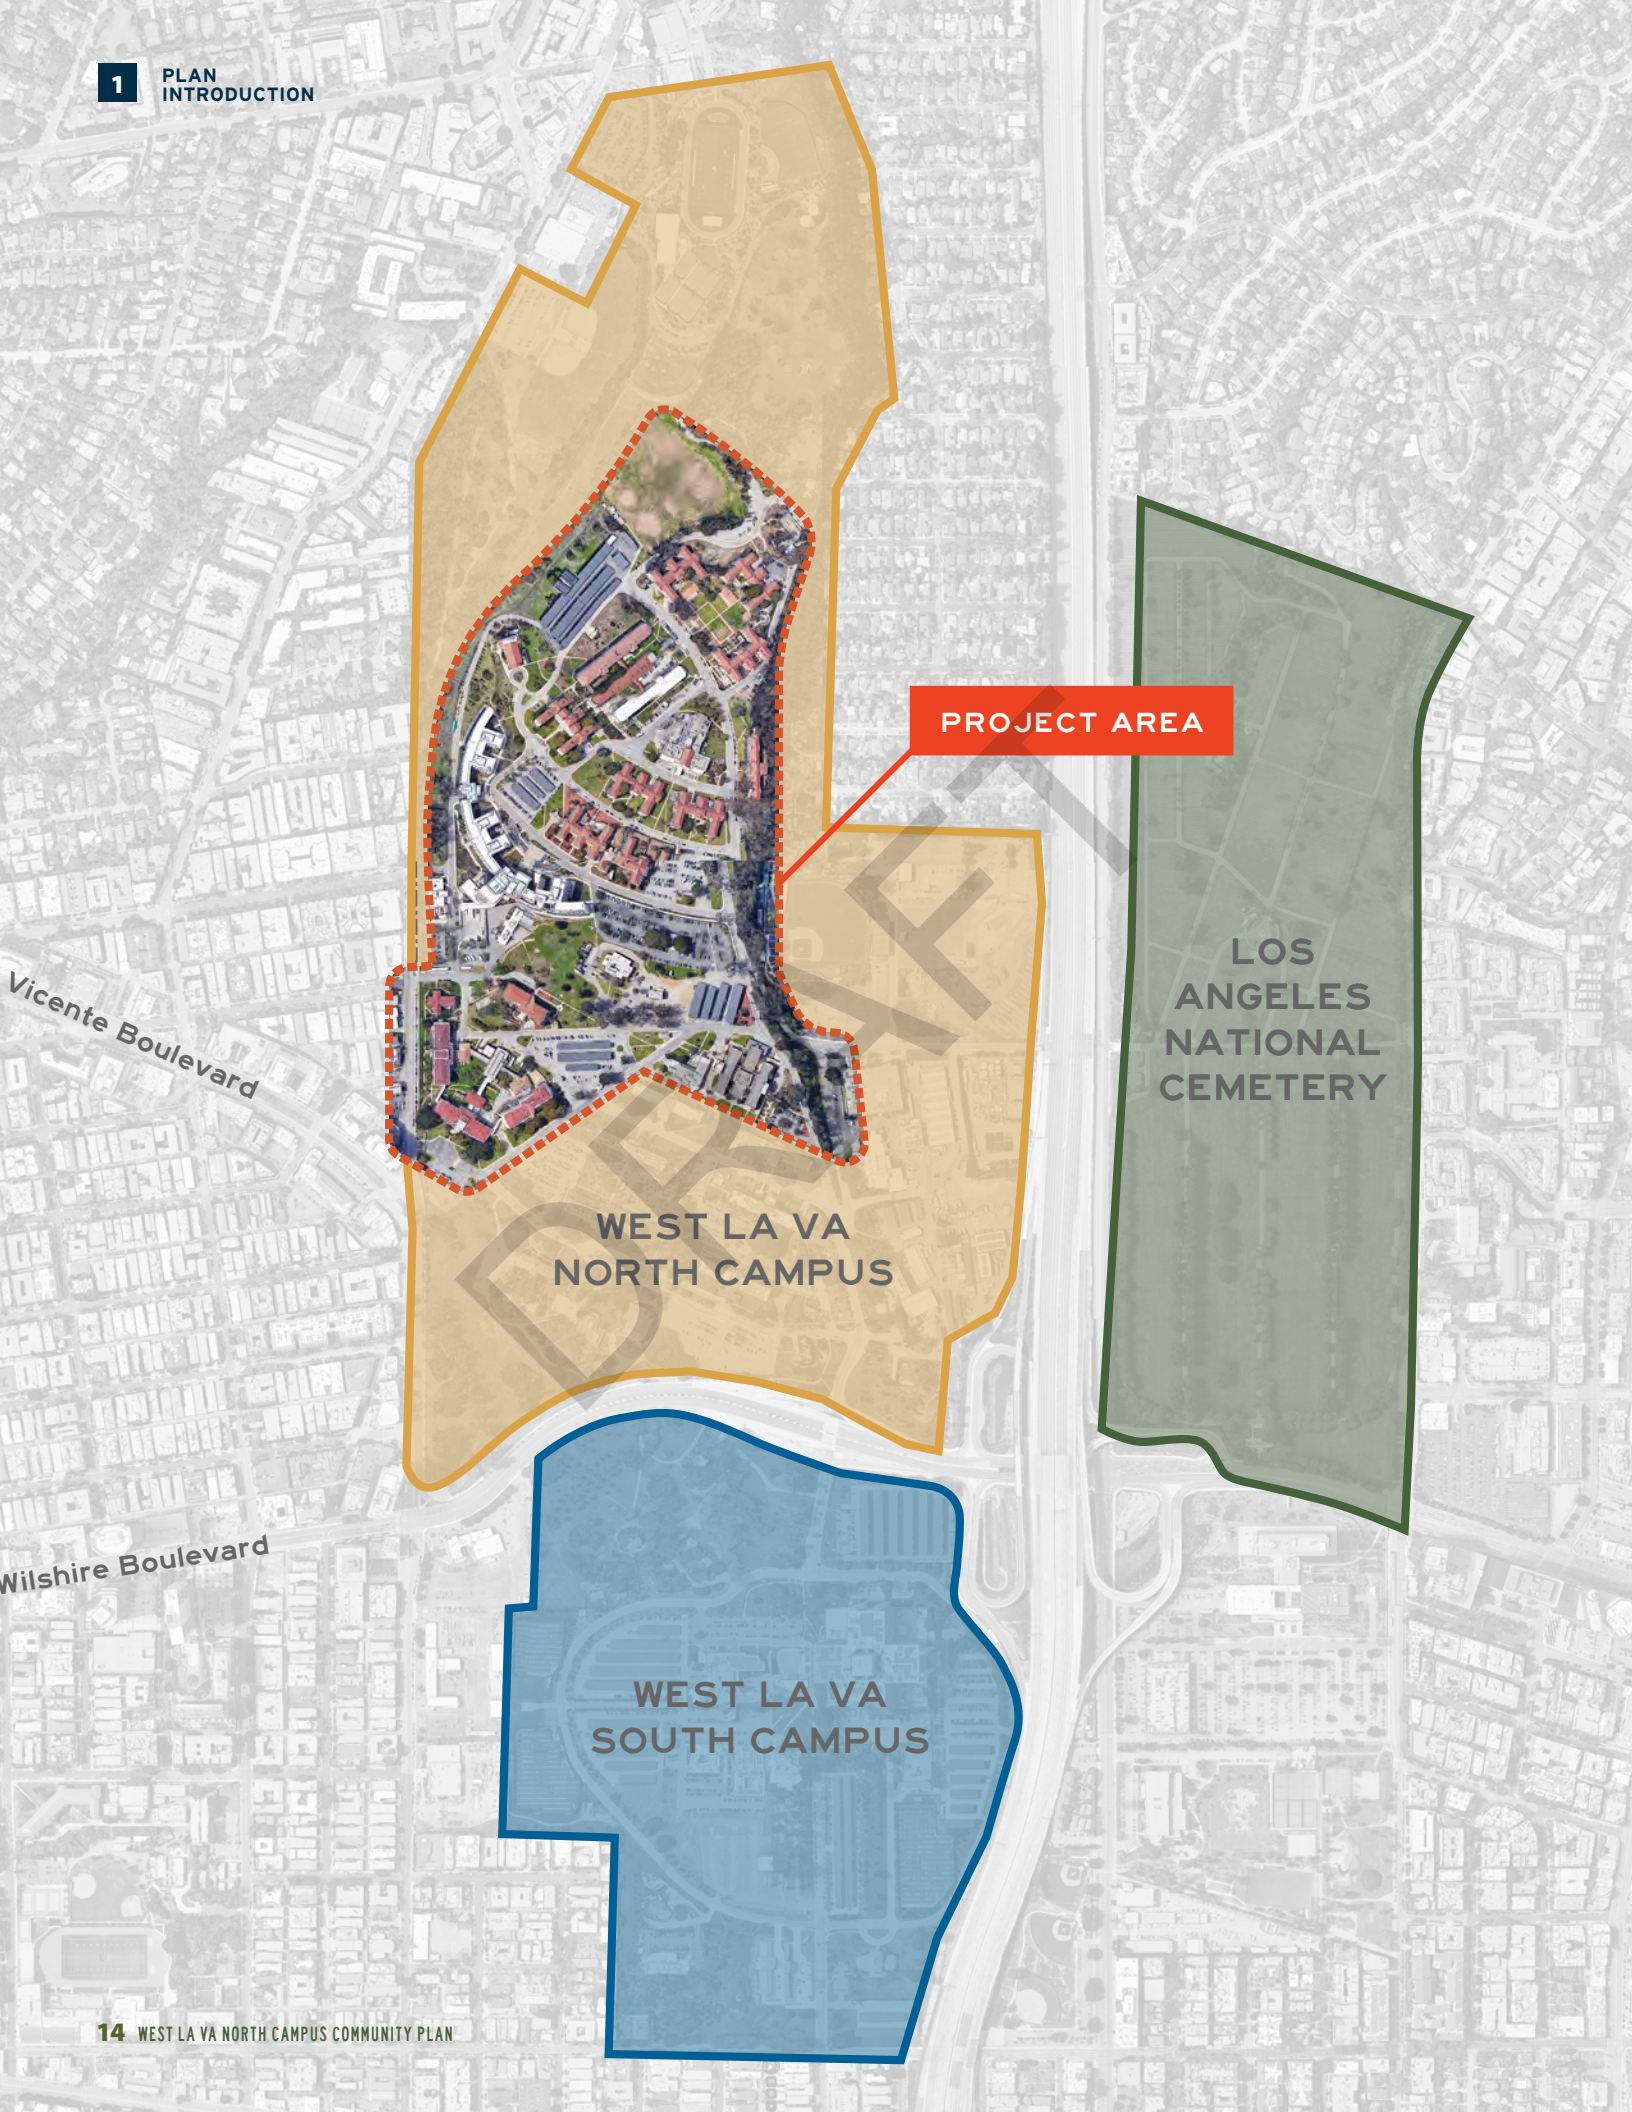 1
PLAN
INTRODUCTION
PROJECT AREA
LOS
ANGELES
NATIONAL
CEMETERY
Vicente Boulevard
DRAFT
WEST LA VA
NORTH CAMPUS
Wilshire Boulevard
WEST LA VA
SOUTH CAMPUS
14 WEST LA VA NORTH CAMPUS COMMUNITY PLAN